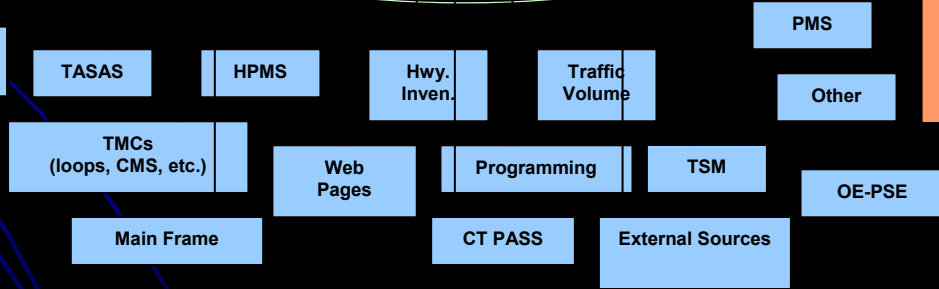 PMS
TASAS
HPMS
Hwy.
Inven.
Traffic
Volume
Other
TMCs
(loops, CMS, etc.)
Web
Pages
Programming
TSM
OE-PSE
Main Frame
CT PASS
External Sources